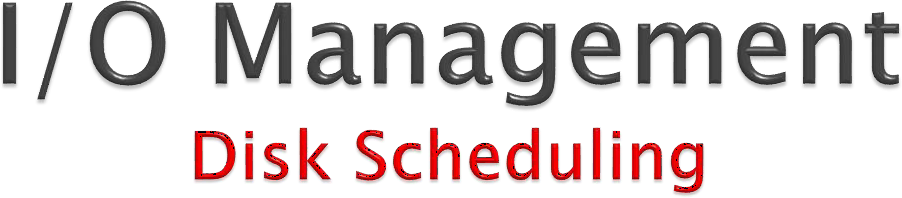 I/O Management
Disk Scheduling